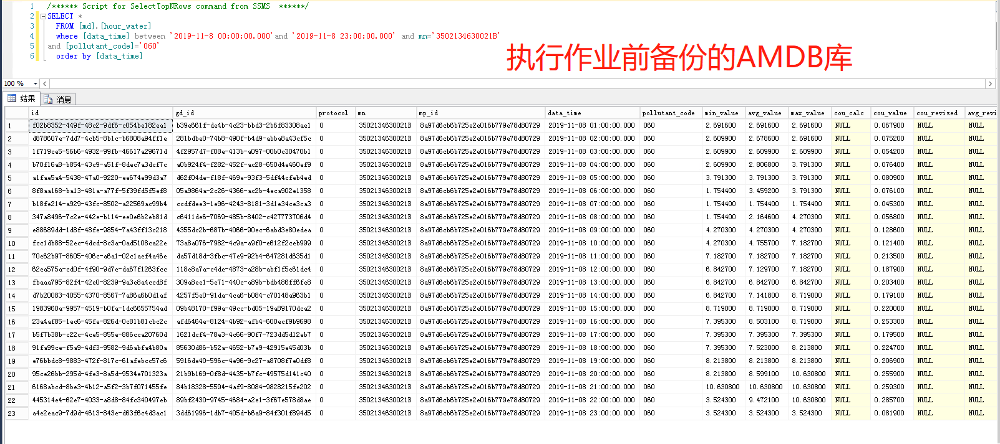 1 /****** Script for SelectTopNRows command from SSMS ******/
2 SELECT *
3 FROM [md].[hour_water]
4 where [data_time] between '2019-11-8 00:00:00.000'and '2019-11-8 23:00:00.000' and mn='3502134630021B'
5 and [pollutant_code]='060'
6 order by [data_time]
执行作业前备份的AMDB库
100 %
结果 消息
id gd_id protocol mn mp_id data_time pollutant_code min_value avg_value max_value cou_calc cou_value cou_revised avg_revi
1 f02b8352-449f-48c2-9df6-c054be182ea1 b39e661f-de4b-4c23-bbd3-2b6f83308ae1 0 3502134630021B 8a97d6cb6b725e2e016b779e78d80729 2019-11-08 01:00:00.000 060 2.691600 2.691600 2.691600 NULL 0.067900 NULL NULL
2 d878607e-7dd7-4cb5-8b1c-b6808a94ff1e 281bdbe0-74b8-490f-b4d9-abba8a43cf5c 0 3502134630021B 8a97d6cb6b725e2e016b779e78d80729 2019-11-08 02:00:00.000 060 2.609900 2.678600 2.691600 NULL 0.075200 NULL NULL
3 1f719ce5-56b6-4932-99fb-46617a29671d 4f2957d7-f08e-413b-a097-00b0c30470b1 0 3502134630021B 8a97d6cb6b725e2e016b779e78d80729 2019-11-08 03:00:00.000 060 2.609900 2.609900 2.609900 NULL 0.054200 NULL NULL
4 b70f16a8-b854-43c9-a51f-8dec7a3dcf7c a0b924f4-f282-452f-ac28-650d4e460ef9 0 3502134630021B 8a97d6cb6b725e2e016b779e78d80729 2019-11-08 04:00:00.000 060 2.609900 2.806800 3.791300 NULL 0.076400 NULL NULL
5 a1fae5a4-5438-47a0-9220-ee674e99d3a7 d62f04de-f18f-469e-93f3-5df44cfeb4ed 0 3502134630021B 8a97d6cb6b725e2e016b779e78d80729 2019-11-08 05:00:00.000 060 3.791300 3.791300 3.791300 NULL 0.080900 NULL NULL
6 8f8aa168-ba13-481a-a77f-5f39fd5f5ef8 05a9864a-2c26-4366-ac2b-4eca902e1358 0 3502134630021B 8a97d6cb6b725e2e016b779e78d80729 2019-11-08 06:00:00.000 060 1.754400 3.459200 3.791300 NULL 0.076100 NULL NULL
7 b18fe214-a929-43fc-8502-a22569ac99b4 ccdfdee3-1e96-4243-8181-3d1e34ce3ca3 0 3502134630021B 8a97d6cb6b725e2e016b779e78d80729 2019-11-08 07:00:00.000 060 1.754400 1.754400 1.754400 NULL 0.045300 NULL NULL
8 347a8496-7c2e-442e-b114-ee0e6b2eb81d c6411de6-7069-485b-8402-c427773706d4 0 3502134630021B 8a97d6cb6b725e2e016b779e78d80729 2019-11-08 08:00:00.000 060 1.754400 2.164600 4.270300 NULL 0.056800 NULL NULL
9 e88689dd-1d8f-48fe-9854-7a43ff13c218 4355dc2b-687b-4066-90ec-6abd3e80edea 0 3502134630021B 8a97d6cb6b725e2e016b779e78d80729 2019-11-08 09:00:00.000 060 4.270300 4.270300 4.270300 NULL 0.128600 NULL NULL
10 fcc1db88-52ec-4dcd-8c3a-0ad5108ca22e 73a8a076-7982-4c9a-a9f0-e612f2ceb999 0 3502134630021B 8a97d6cb6b725e2e016b779e78d80729 2019-11-08 10:00:00.000 060 4.270300 4.755700 7.182700 NULL 0.121400 NULL NULL
11 70e62b97-8605-406c-a6a1-02c1aef4a46e da57d18d-3fbc-47e9-92b4-647281d635d1 0 3502134630021B 8a97d6cb6b725e2e016b779e78d80729 2019-11-08 11:00:00.000 060 7.182700 7.182700 7.182700 NULL 0.213500 NULL NULL
12 62ea575a-cd0f-4f90-9d7e-da67f1263fcc 118e8a7a-c4de-4873-a28b-abf1f5e61dc4 0 3502134630021B 8a97d6cb6b725e2e016b779e78d80729 2019-11-08 12:00:00.000 060 6.842700 7.129700 7.182700 NULL 0.187900 NULL NULL
13 fbaaa795-82f4-42e0-8239-9a3e8a4ccd8f 309a8ee1-5e71-440c-a89b-bdb486ff6fe8 0 3502134630021B 8a97d6cb6b725e2e016b779e78d80729 2019-11-08 13:00:00.000 060 6.842700 6.842700 6.842700 NULL 0.203400 NULL NULL
14 d7b20083-4055-4370-8567-7a86a6b0d1af 4257f5e0-91da-4ca6-b084-c70148a963b1 0 3502134630021B 8a97d6cb6b725e2e016b779e78d80729 2019-11-08 14:00:00.000 060 6.842700 7.141800 8.719000 NULL 0.179100 NULL NULL
15 1983960a-9957-4519-b0fa-1dc6655754ad 09b48170-f99a-49cc-bd05-19a89170dca2 0 3502134630021B 8a97d6cb6b725e2e016b779e78d80729 2019-11-08 15:00:00.000 060 8.719000 8.719000 8.719000 NULL 0.220000 NULL NULL
16 23a4af85-1ec6-45fe-826d-0c81b81cbc2c afd6464e-8124-4b92-afb4-600ecf9b9698 0 3502134630021B 8a97d6cb6b725e2e016b779e78d80729 2019-11-08 16:00:00.000 060 7.395300 8.503100 8.719000 NULL 0.253300 NULL NULL
17 b5f7b38b-c22c-4ce5-855e-886cca20760d 1621dcf4-78e3-4c66-90f7-723dd5d12eb7 0 3502134630021B 8a97d6cb6b725e2e016b779e78d80729 2019-11-08 17:00:00.000 060 7.395300 7.395300 7.395300 NULL 0.179500 NULL NULL
18 91fa99ce-f5a9-4df3-9582-9d6abfa4b80a 85630d86-b52a-4652-b7e9-42915e45d03b 0 3502134630021B 8a97d6cb6b725e2e016b779e78d80729 2019-11-08 18:00:00.000 060 7.395300 7.523000 8.213800 NULL 0.224700 NULL NULL
19 e76bbdc8-9883-472f-817c-61afebcc57c6 5916de40-596c-4e96-9c27-a8708f7e0df8 0 3502134630021B 8a97d6cb6b725e2e016b779e78d80729 2019-11-08 19:00:00.000 060 8.213800 8.213800 8.213800 NULL 0.206900 NULL NULL
20 95ce26bb-295d-4fe3-8a5d-9534e701323a 21b9b169-0f8d-4435-b7fc-49575d141c40 0 3502134630021B 8a97d6cb6b725e2e016b779e78d80729 2019-11-08 20:00:00.000 060 8.213800 8.599100 10.630800 NULL 0.255900 NULL NULL
21 6168abcd-8be3-4b12-a5f2-3b7f071455fe 84b18328-5594-4af9-8084-9828215fe202 0 3502134630021B 8a97d6cb6b725e2e016b779e78d80729 2019-11-08 21:00:00.000 060 10.630800 10.630800 10.630800 NULL 0.259300 NULL NULL
22 445314e4-62e7-4033-a8d8-84fc340497eb 89bf2430-9745-4684-a2e1-3f67e578d8ae 0 3502134630021B 8a97d6cb6b725e2e016b779e78d80729 2019-11-08 22:00:00.000 060 3.524300 9.472100 10.630800 NULL 0.285700 NULL NULL
23 a4e2eac9-7d9d-4613-843e-d63f6c4d3ac1 3dd61996-1db7-405d-b6a9-84f301f894d5 0 3502134630021B 8a97d6cb6b725e2e016b779e78d80729 2019-11-08 23:00:00.000 060 3.524300 3.524300 3.524300 NULL 0.081900 NULL NULL